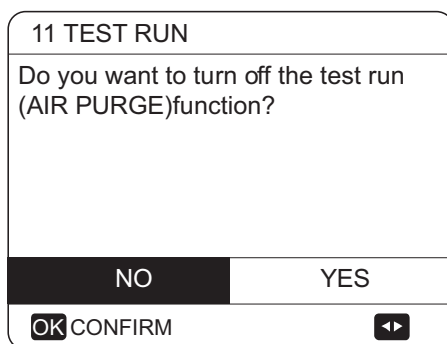 11 TEST RUN
Do you want to turn off the test run
(AIR PURGE)function?
NO YES
OK CONFIRM